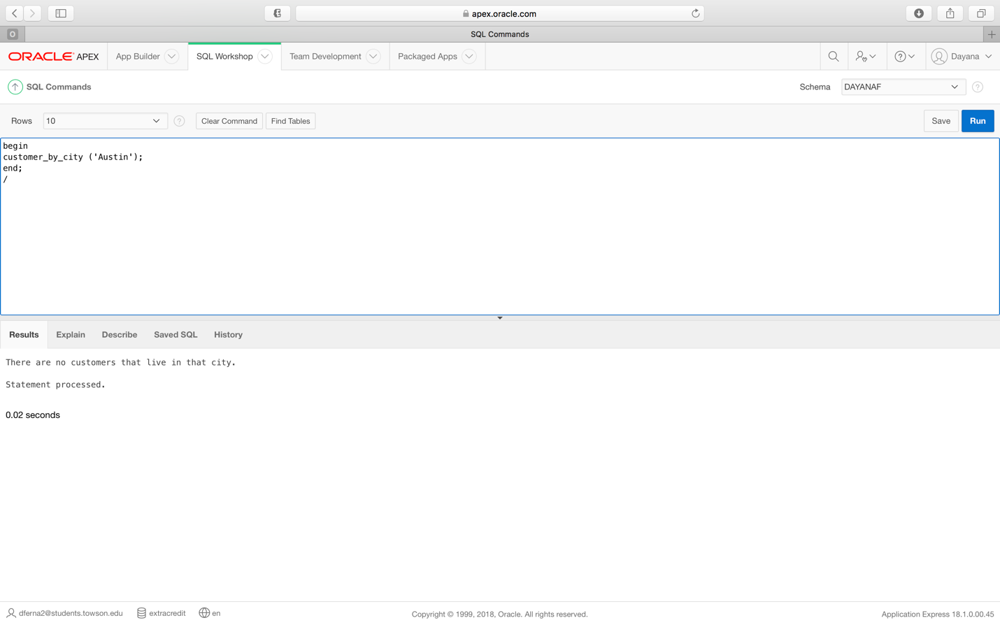 apex.oracle.com
O
SQL Commands
ORACLE APEX
App Builder
SQL Workshop
Team Development
Packaged Apps
?
Dayana
SQL Commands
Schema
DAYANAF
?
Rows
10
?
Clear Command
Find Tables
Save
Run
begin
customer_by_city ('Austin');
end;
/
Results
Explain
Describe
Saved SQL
History
There are no customers that live in that city.
Statement processed.
0.02 seconds
dferna2@students.towson.edu
extracredit
en
Copyright © 1999, 2018, Oracle. All rights reserved.
Application Express 18.1.0.00.45